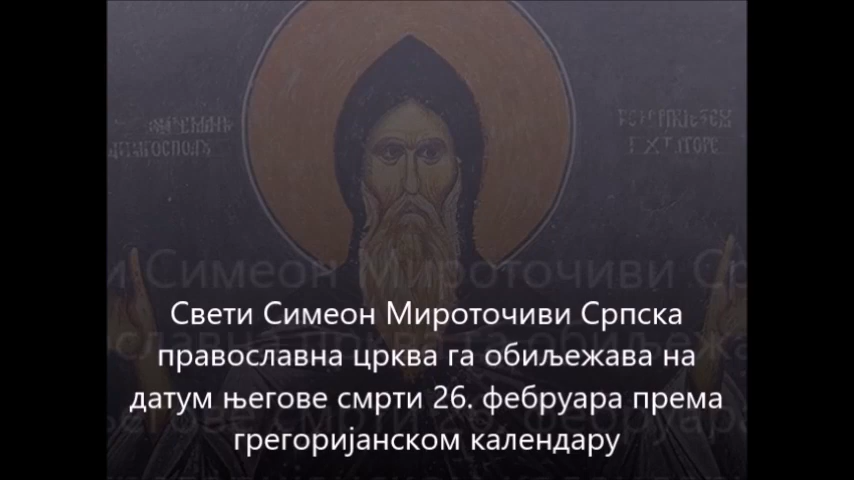 Свети Симеон Мироточиви Српска
православна црква га обиљежава на
датум његове смрти 26. фебруара према
грегоријанском календару